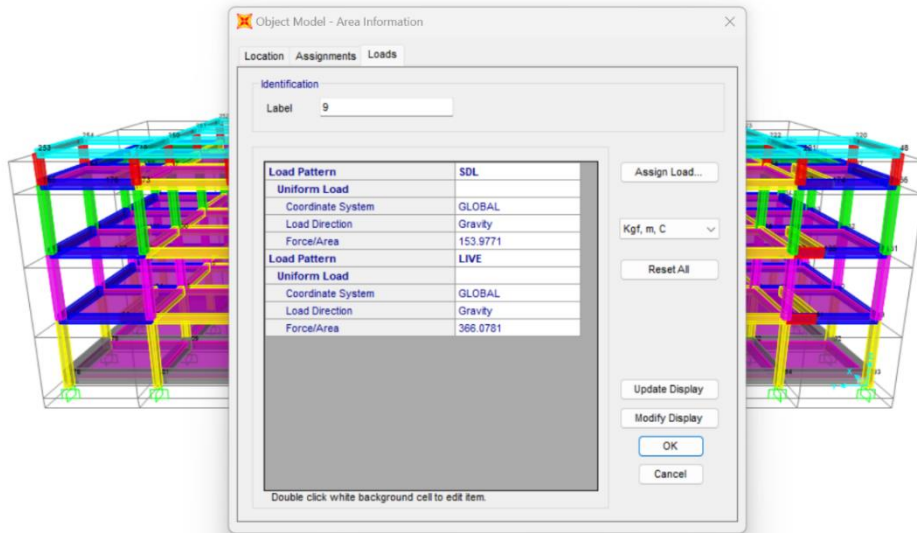 Object Model - Area Information
Location Assignments Loads
Identification
Label 9
Load Pattern SDL
Uniform Load
Coordinate System GLOBAL
Load Direction Gravity
Force/Area 153.9771
Load Pattern LIVE
Uniform Load
Coordinate System GLOBAL
Load Direction Gravity
Force/Area 366.0781
Assign Load...
Kgf, m, C
Reset All
Update Display
Modify Display
OK
Cancel
Double click white background cell to edit item.